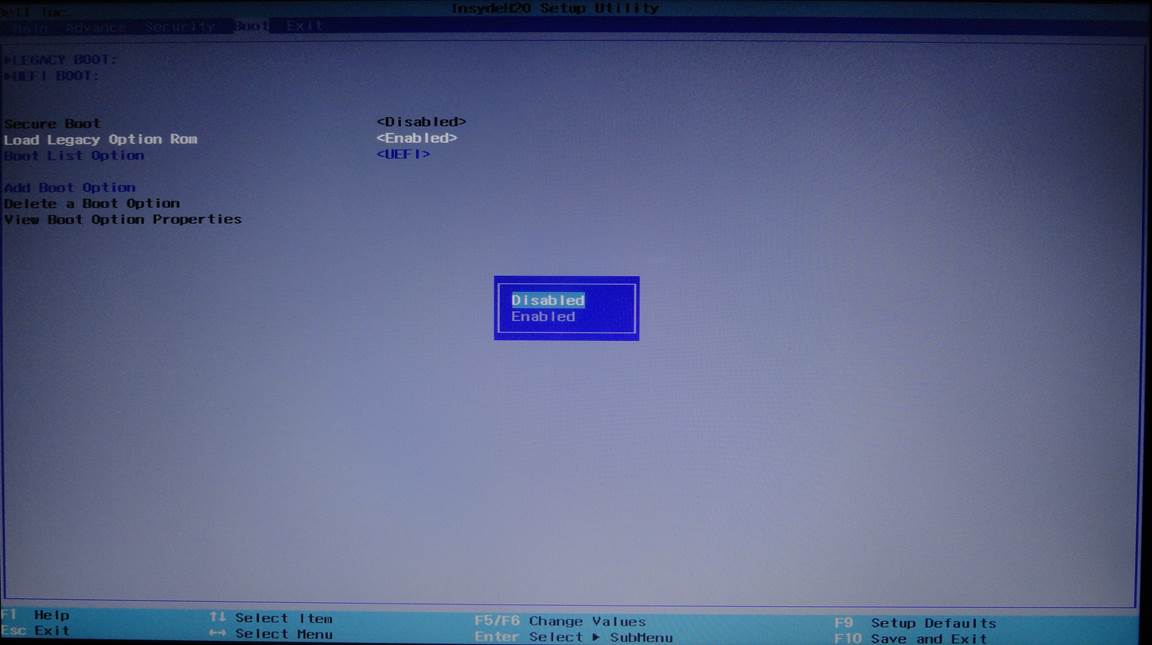 Dell Inc.
InsydeH2O Setup Utility
Main Advance Security Boot Exit
▶LEGACY BOOT:
▶UEFI BOOT:
Secure Boot <Disabled>
Load Legacy Option Rom <Enabled>
Boot List Option <UEFI>
Add Boot Option
Delete a Boot Option
View Boot Option Properties
Disabled
Enabled
F1 Help ↑↓ Select Item F5/F6 Change Values F9 Setup Defaults
Esc Exit ↔ Select Menu Enter Select ▶ SubMenu F10 Save and Exit